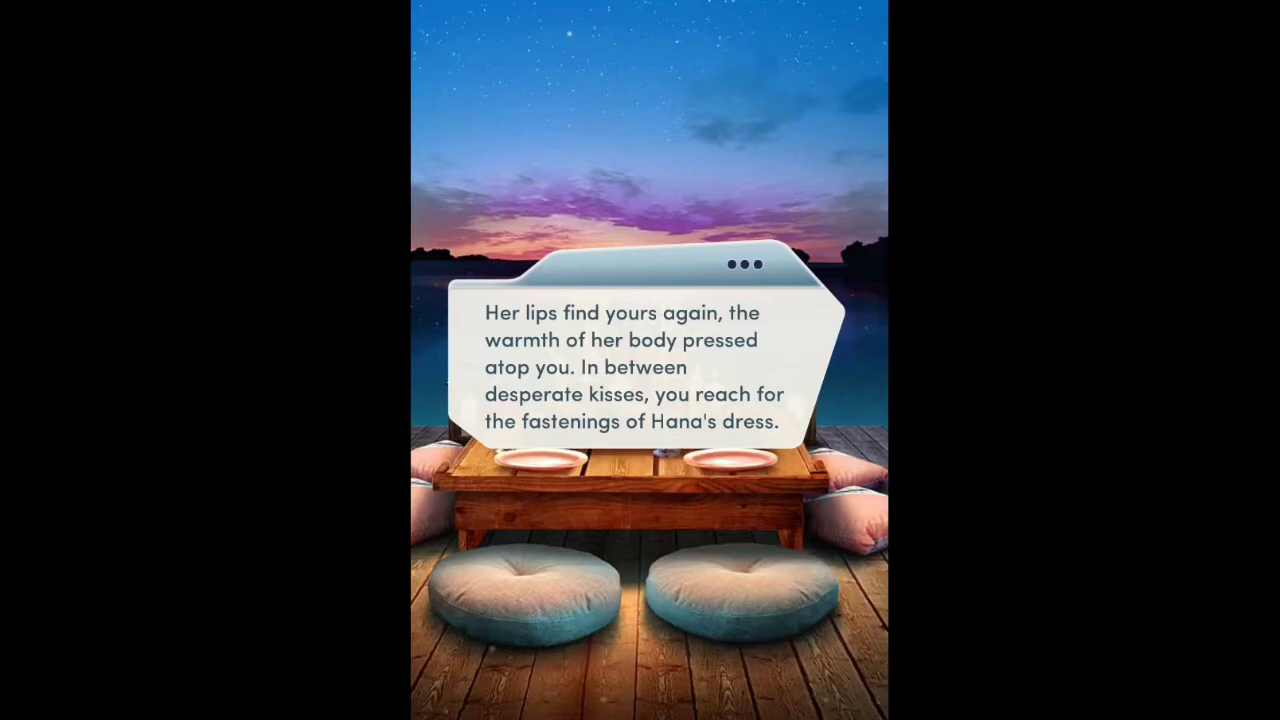 Her lips find yours again, the
warmth of her body pressed
atop you. In between
desperate kisses, you reach for
the fastenings of Hana's dress.